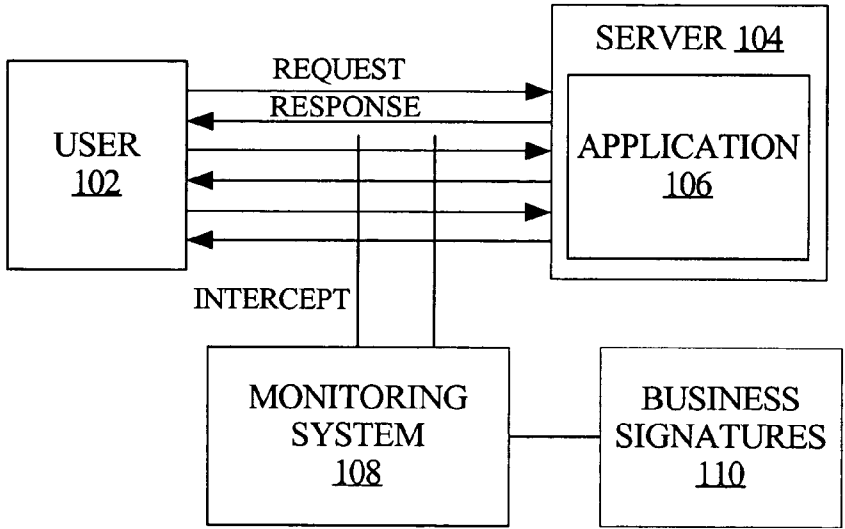 SERVER 104
REQUEST
RESPONSE
USER
102
APPLICATION
106
INTERCEPT
MONITORING
SYSTEM
108
BUSINESS
SIGNATURES
110